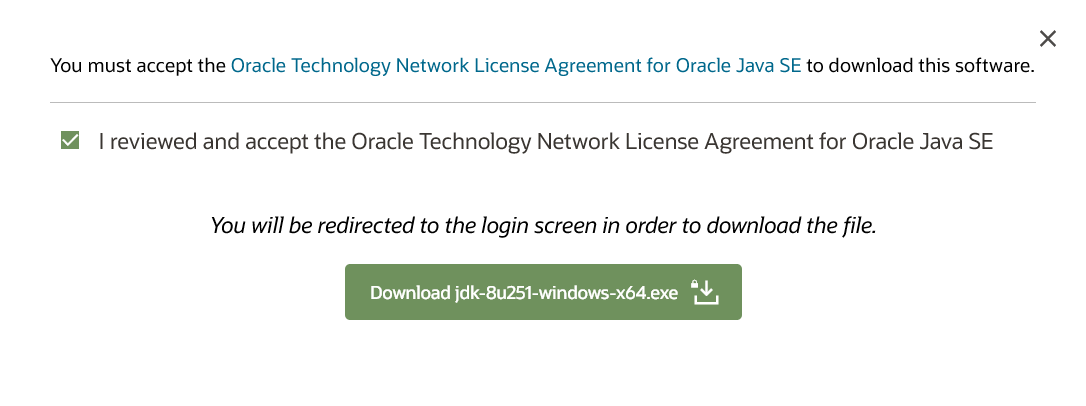 You must accept the Oracle Technology Network License Agreement for Oracle Java SE to download this software.
I reviewed and accept the Oracle Technology Network License Agreement for Oracle Java SE
You will be redirected to the login screen in order to download the file.
Download jdk-8u251-windows-x64.exe